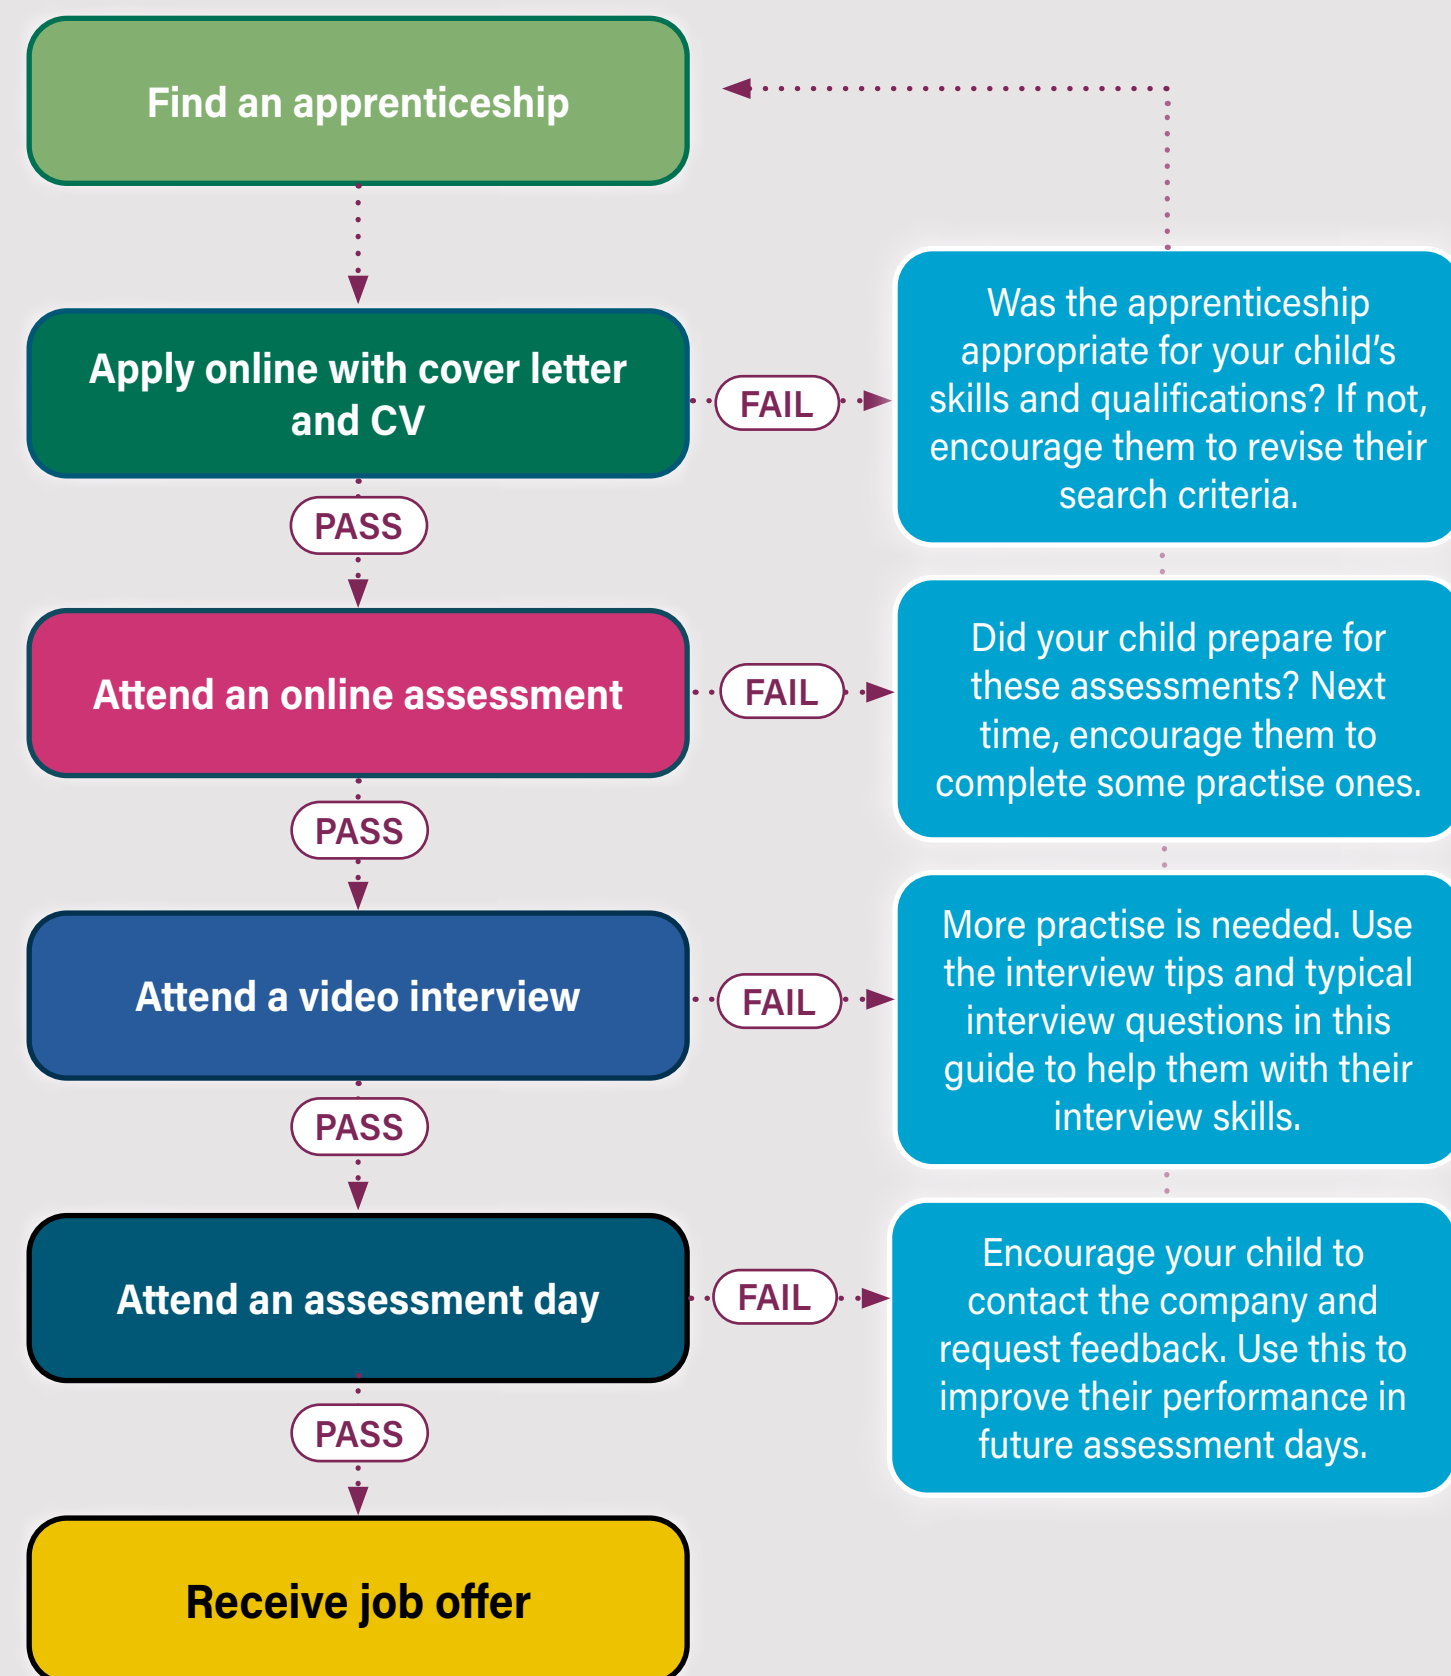 Find an apprenticeship
Apply online with cover letter
and CV
FAIL
Was the apprenticeship
appropriate for your child's
skills and qualifications? If not,
encourage them to revise their
search criteria.
PASS
Attend an online assessment
FAIL
Did your child prepare for
these assessments? Next
time, encourage them to
complete some practise ones.
PASS
Attend a video interview
FAIL
More practise is needed. Use
the interview tips and typical
interview questions in this
guide to help them with their
interview skills.
PASS
Attend an assessment day
FAIL
Encourage your child to
contact the company and
request feedback. Use this to
improve their performance in
future assessment days.
PASS
Receive job offer